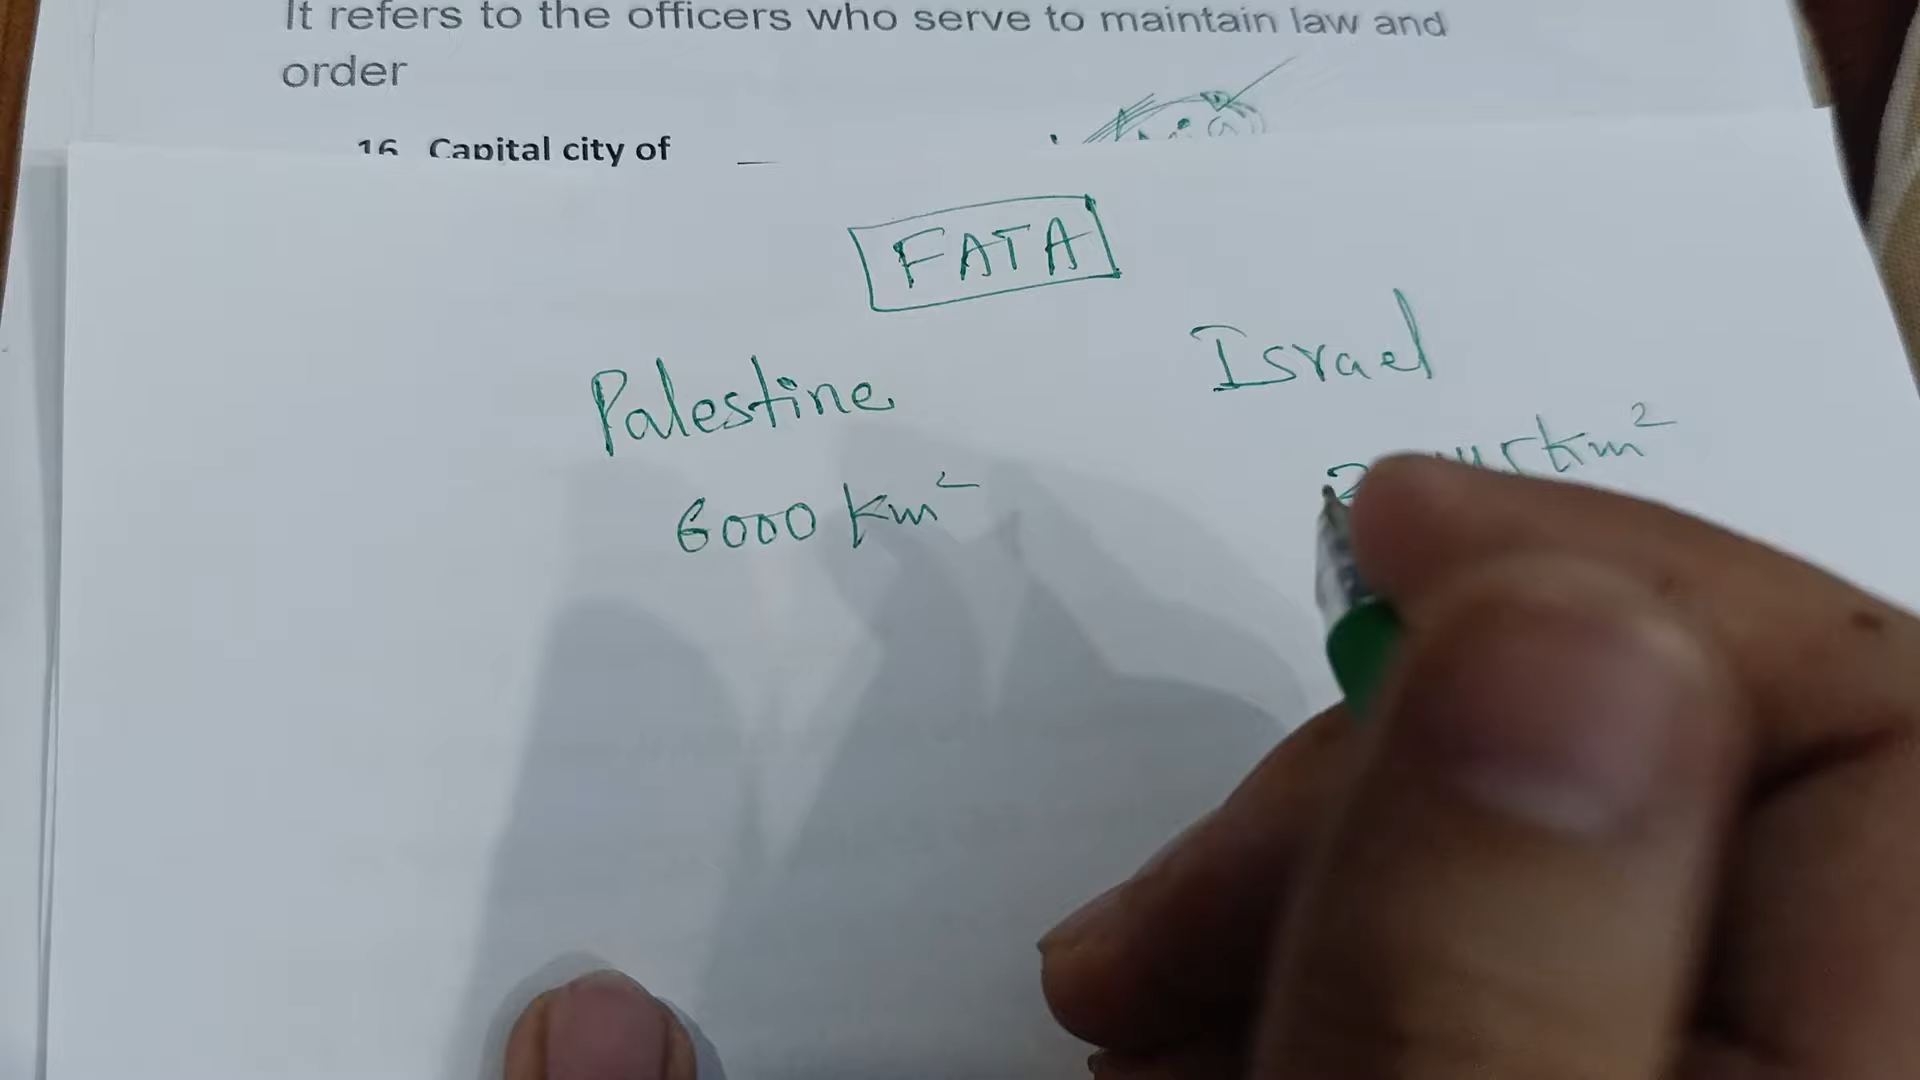 It refers to the officers who serve to maintain law and
order
16 Capital city of
FATA
Palestine
Israel
6000 km²
km²